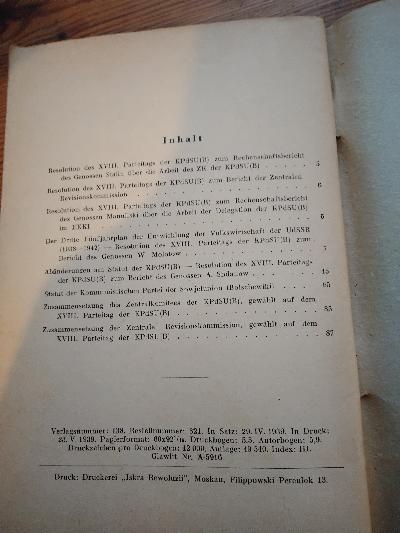 Inhalt
Resolution des XVIII. Parteitags der KPdSU(B) zum Rechenschaftsbericht
des Genossen Stalin über die Arbeit des ZK der KPdSU(B) . . . . . 5
Resolution des XVIII. Parteitags der KPdSU(B) zum Bericht der Zentralen
Revisionskommission . . . . . . . . . . . . . . 6
Resolution des XVIII. Parteitags der KPdSU(B) zum Rechenschaftsbericht
des Genossen Manuilski über die Arbeit der Delegation der KPdSU(B)
im EKKI . . . . . . . . . . . . . . . . 6
Der Dritte Fünfjahrplan der Entwicklung der Volkswirtschaft der UdSSR
(1938—1942) — Resolution des XVIII. Parteitags der KPdSU(B) zum
Bericht des Genossen W. Molotow . . . . . . . . . . 7
Abänderungen am Statut der KPdSU(B) — Resolution des XVIII. Parteitags
der KPdSU(B) zum Bericht des Genossen A. Shdanow . . . . . . 45
Statut der Kommunistischen Partei der Sowjetunion (Bolschewiki) . . . 65
Zusammensetzung des Zentralkomitees der KPdSU(B), gewählt auf dem
XVIII. Parteitag der KPdSU(B) . . . . . . . . . . . 85
Zusammensetzung der Zentralen Revisionskommission, gewählt auf dem
XVIII. Parteitag der KPdSU(B) . . . . . . . . . . . 87
Verlagsnummer: 138. Bestellnummer: 321. In Satz: 29. IV. 1939. In Druck:
V. 1939. Papierformat: Druckbogen: 5,5. Autorbogen: 5,9.
Druckzeichen pro Druckbogen: Auflage: Index:
Glawlit Nr. A-5916
Druck: Druckerei „Iskra Rewoluzii", Moskau, Filippowski Pereulok 13.